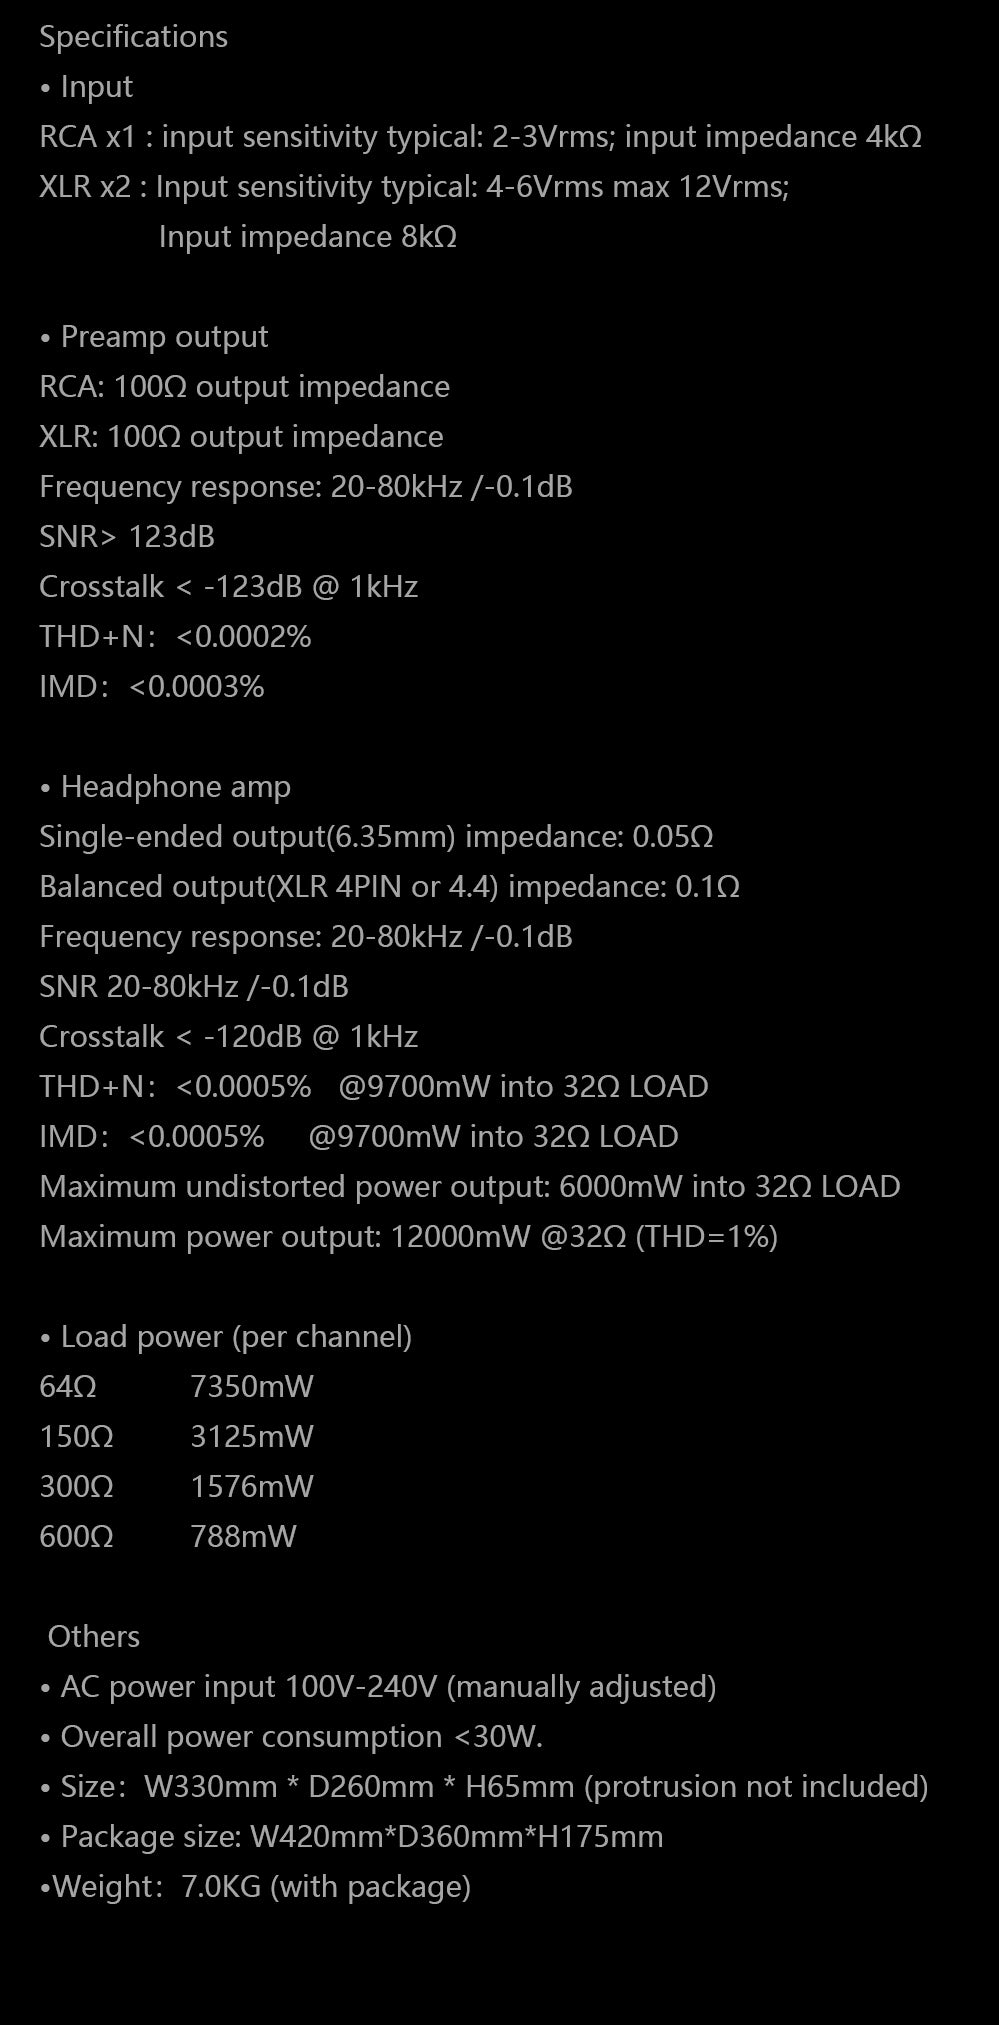 Specifications
• Input
RCA x1 : input sensitivity typical: 2-3Vrms; input impedance 4kΩ
XLR x2 : Input sensitivity typical: 4-6Vrms max 12Vrms;
Input impedance 8kΩ
• Preamp output
RCA: 100Ω output impedance
XLR: 100Ω output impedance
Frequency response: 20-80kHz /-0.1dB
SNR> 123dB
Crosstalk < -123dB @ 1kHz
THD+N：<0.0002%
IMD：<0.0003%
• Headphone amp
Single-ended output(6.35mm) impedance: 0.05Ω
Balanced output(XLR 4PIN or 4.4) impedance: 0.1Ω
Frequency response: 20-80kHz /-0.1dB
SNR 20-80kHz /-0.1dB
Crosstalk < -120dB @ 1kHz
THD+N：<0.0005% @9700mW into 32Ω LOAD
IMD：<0.0005% @9700mW into 32Ω LOAD
Maximum undistorted power output: 6000mW into 32Ω LOAD
Maximum power output: 12000mW @32Ω (THD=1%)
• Load power (per channel)
64Ω 7350mW
150Ω 3125mW
300Ω 1576mW
600Ω 788mW
Others
• AC power input 100V-240V (manually adjusted)
• Overall power consumption <30W.
• Size：W330mm * D260mm * H65mm (protrusion not included)
• Package size: W420mm*D360mm*H175mm
•Weight：7.0KG (with package)